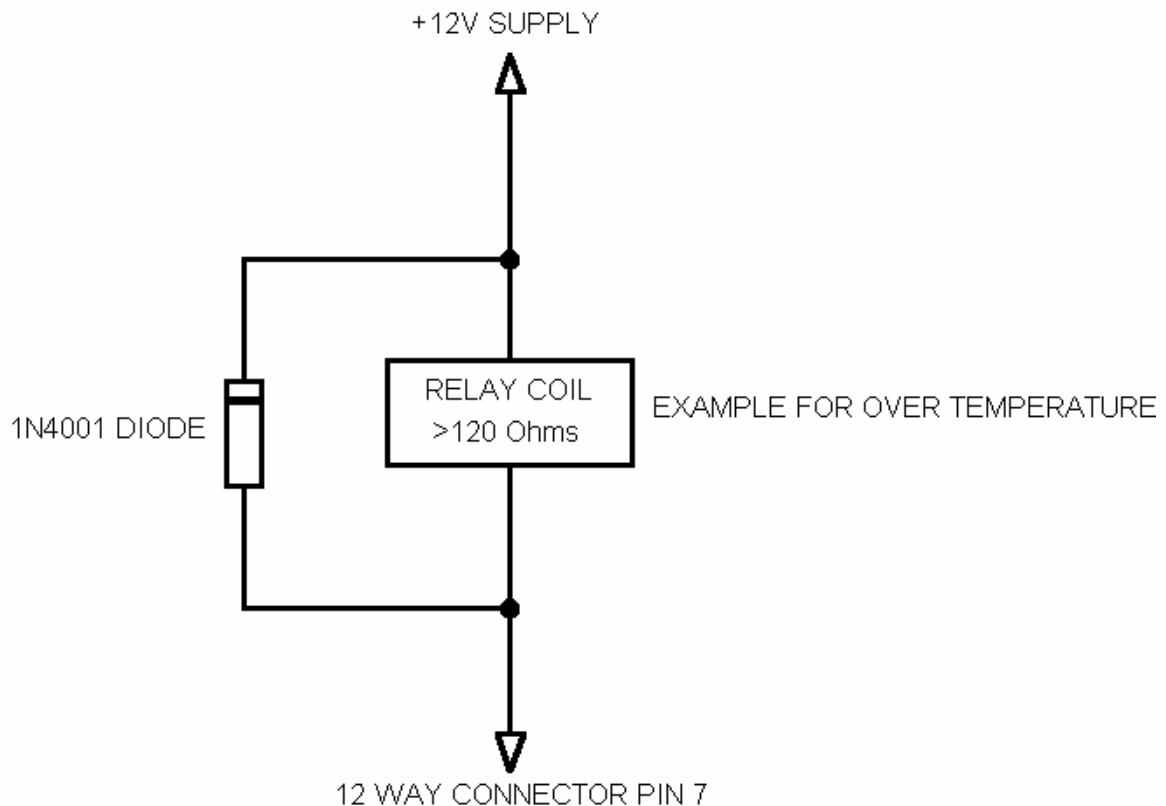 +12V SUPPLY
RELAY COIL
>120 Ohms
EXAMPLE FOR OVER TEMPERATURE
1N4001 DIODE
12 WAY CONNECTOR PIN 7